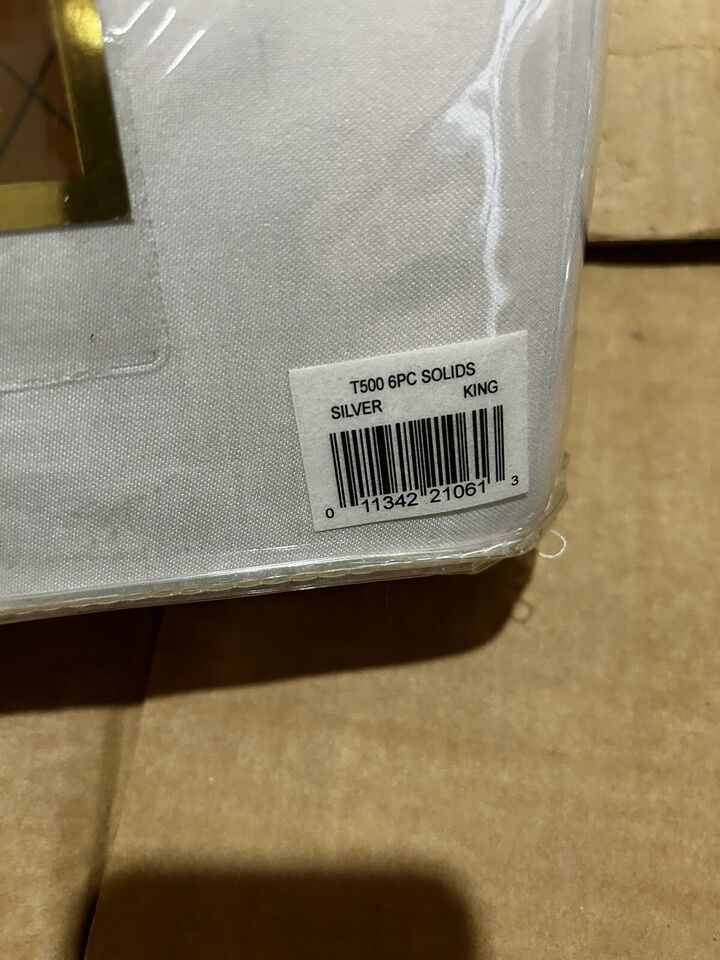 T500 6PC SOLIDS
SILVER KING
0 11342 21061 3